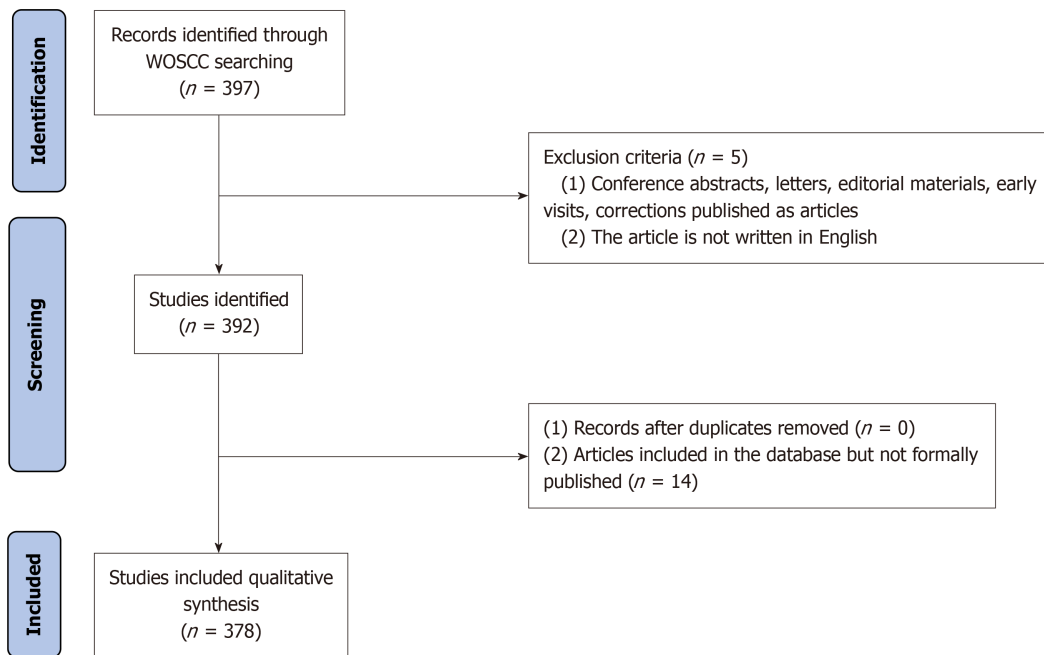 Identification
Records identified through
WOSCC searching
(n = 397)
Exclusion criteria (n = 5)
(1) Conference abstracts, letters, editorial materials, early
visits, corrections published as articles
(2) The article is not written in English
Screening
Studies identified
(n = 392)
(1) Records after duplicates removed (n = 0)
(2) Articles included in the database but not formally
published (n = 14)
Included
Studies included qualitative
synthesis
(n = 378)